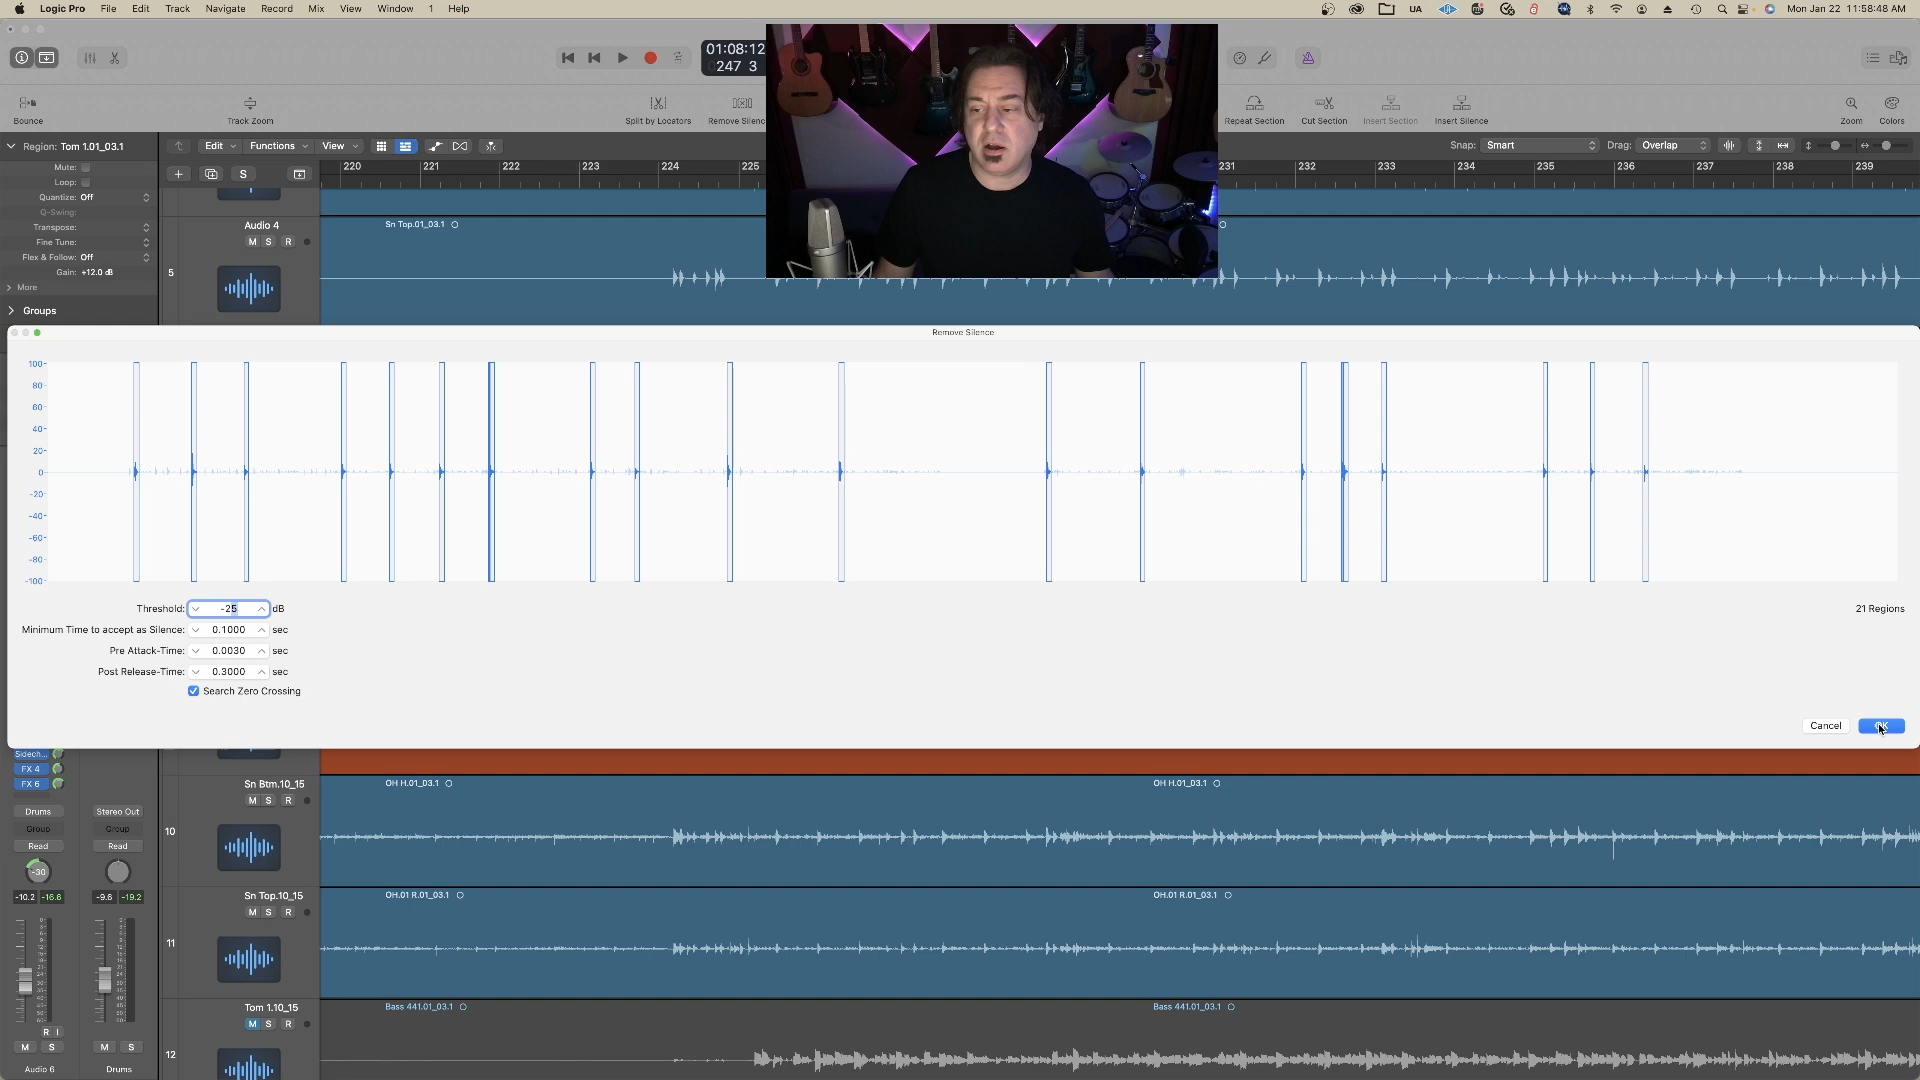 Logic Pro File Edit Track Navigate Record Mix View Window 1 Help
UA
Mon Jan 22 11:58:48 AM
01:08:12
247 3
Bounce
Track Zoom
Split by Locators
Remove Silenc
Repeat Section
Cut Section
Insert Section
Insert Silence
Zoom
Colors
Region: Tom 1.01_03.1
Edit Functions View
Snap: Smart
Drag: Overlap
Mute:
Loop:
Quantize: Off
Q-Swing:
Transpose:
Fine Tune:
Flex & Follow: Off
Gain: +12.0 dB
More
Groups
S
220 221 222 223 224 225 231 232 233 234 235 236 237 238 239
5
Audio 4
M S R
Sn Top.01_03.1
Remove Silence
100
80
60
40
20
0
-20
-40
-60
-80
-100
Threshold: -25 dB
21 Regions
Minimum Time to accept as Silence: 0.1000 sec
Pre Attack-Time: 0.0030 sec
Post Release-Time: 0.3000 sec
Search Zero Crossing
Cancel
OK
Sidech...
FX 4
FX 6
Drums Stereo Out
Group Group
Read Read
-30
-10.2 -16.6 -9.6 -19.2
R I
M S M S
Audio 6 Drums
10
Sn Btm.10_15
M S R
OH H.01_03.1
OH H.01_03.1
11
Sn Top.10_15
M S R
OH.01 R.01_03.1
OH.01 R.01_03.1
12
Tom 1.10_15
M S R
Bass 441.01_03.1
Bass 441.01_03.1